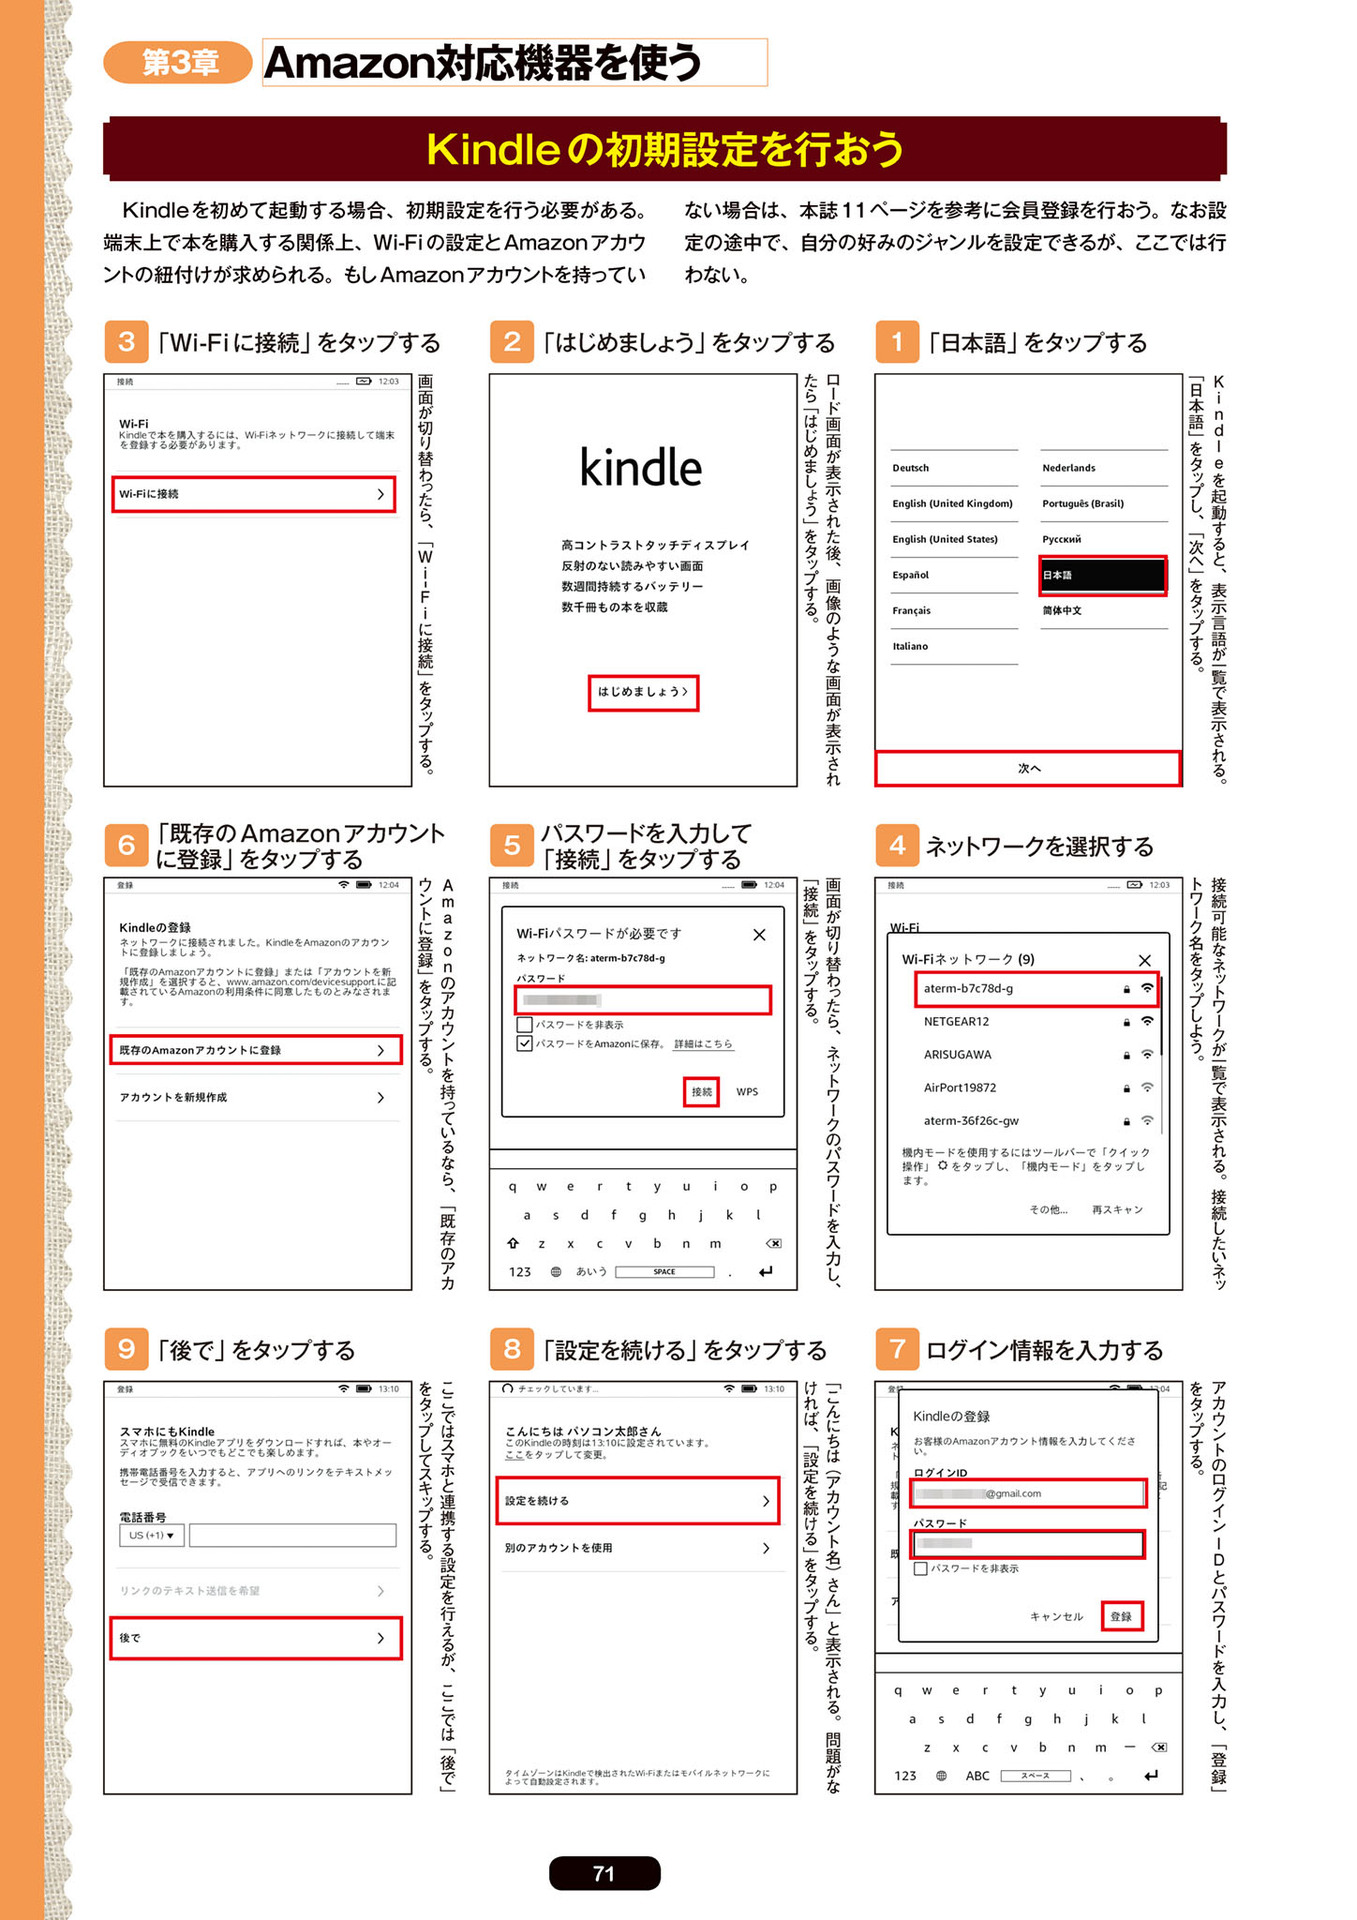 第3章
Amazon対応機器を使う
Kindleの初期設定を行おう
Kindleを初めて起動する場合、初期設定を行う必要がある。
端末上で本を購入する関係上、Wi-Fiの設定とAmazonアカウ
ントの紐付けが求められる。もしAmazonアカウントを持ってい
ない場合は、本誌11ページを参考に会員登録を行おう。なお設
定の途中で、自分の好みのジャンルを設定できるが、ここでは行
わない。
1 「日本語」をタップする
Kindleを起動すると、表示言語が一覧で表示される。
「日本語」をタップし、「次へ」をタップする。
Deutsch
English (United Kingdom)
English (United States)
Español
Français
Italiano
Nederlands
Português (Brasil)
Русский
日本語
简体中文
次へ
2 「はじめましょう」をタップする
ロード画面が表示された後、画像のような画面が表示され
たら「はじめましょう」をタップする。
kindle
高コントラストタッチディスプレイ
反射のない読みやすい画面
数週間持続するバッテリー
数千冊もの本を収蔵
はじめましょう>
3 「Wi-Fiに接続」をタップする
画面が切り替わったら、「Wi-Fiに接続」をタップする。
接続 12:03
Wi-Fi
Kindleで本を購入するには、Wi-Fiネットワークに接続して端末
を登録する必要があります。
Wi-Fiに接続
4 ネットワークを選択する
接続可能なネットワークが一覧で表示される。接続したいネッ
トワーク名をタップしよう。
接続 12:03
Wi-Fi
Wi-Fiネットワーク (9)
aterm-b7c78d-g
NETGEAR12
ARISUGAWA
AirPort19872
aterm-36f26c-gw
機内モードを使用するにはツールバーで「クイック
操作」をタップし、「機内モード」をタップし
ます。
その他... 再スキャン
5 パスワードを入力して
「接続」をタップする
画面が切り替わったら、ネットワークのパスワードを入力し、
「接続」をタップする。
接続 12:04
Wi-Fiパスワードが必要です
ネットワーク名: aterm-b7c78d-g
パスワード
パスワードを非表示
パスワードをAmazonに保存。 詳細はこちら
接続 WPS
q w e r t y u i o p
a s d f g h j k l
z x c v b n m
123 あいう SPACE .
6 「既存のAmazonアカウント
に登録」をタップする
Amazonのアカウントを持っているなら、「既存のアカ
ウントに登録」をタップする。
登録 12:04
Kindleの登録
ネットワークに接続されました。KindleをAmazonのアカウン
トに登録しましょう。
「既存のAmazonアカウントに登録」または「アカウントを新
規作成」を選択すると、www.amazon.com/devicesupportに記
載されているAmazonの利用条件に同意したものとみなされま
す。
既存のAmazonアカウントに登録
アカウントを新規作成
7 ログイン情報を入力する
アカウントのログインIDとパスワードを入力し、「登録」
をタップする。
登録 12:04
Kindleの登録
お客様のAmazonアカウント情報を入力してくださ
い。
ログインID
@gmail.com
パスワード
パスワードを非表示
キャンセル 登録
q w e r t y u i o p
a s d f g h j k l
z x c v b n m ー
123 ABC スペース 、 。
8 「設定を続ける」をタップする
「こんにちは（アカウント名）さん」と表示される。問題がな
ければ、「設定を続ける」をタップする。
チェックしています... 13:10
こんにちは パソコン太郎さん
このKindleの時刻は13:10に設定されています。
ここをタップして変更。
設定を続ける
別のアカウントを使用
タイムゾーンはKindleで検出されたWi-Fiまたはモバイルネットワークに
よって自動設定されます。
9 「後で」をタップする
ここではスマホと連携する設定を行えるが、ここでは「後で」
をタップしてスキップする。
登録 13:10
スマホにもKindle
スマホに無料のKindleアプリをダウンロードすれば、本やオー
ディオブックをいつでもどこでも楽しめます。
携帯電話番号を入力すると、アプリへのリンクをテキストメッ
セージで受信できます。
電話番号
US (+1) ▼
リンクのテキスト送信を希望
後で
71